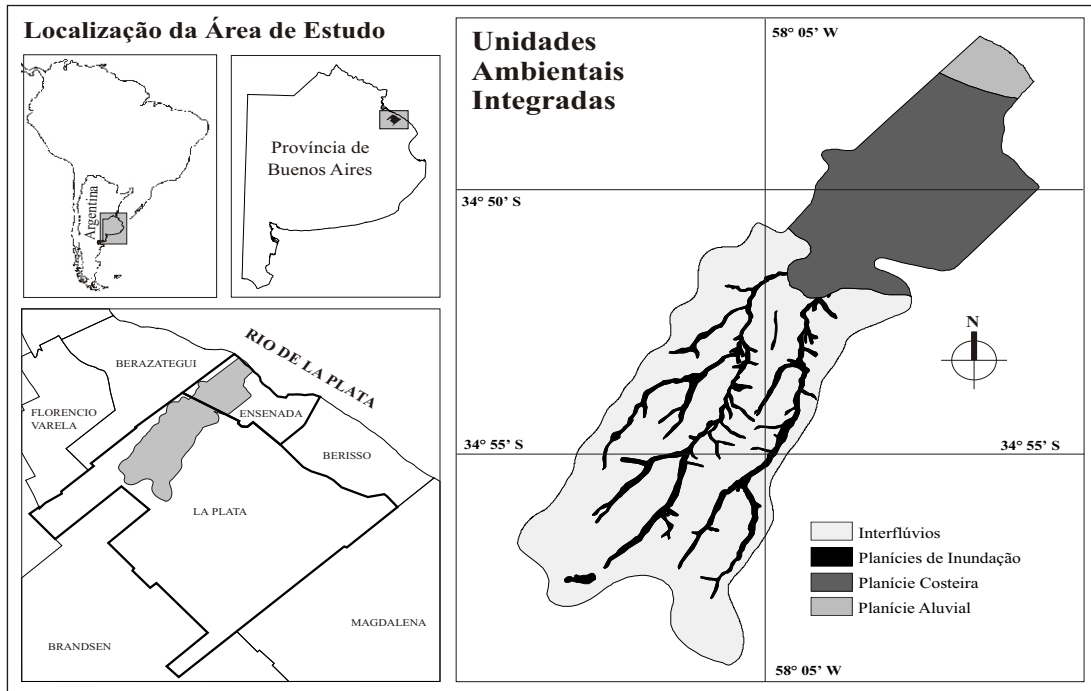 Localização da Área de Estudo
Argentina
Província de
Buenos Aires
BERAZATEGUI
RIO DE LA PLATA
FLORENCIO
VARELA
ENSENADA
BERISSO
LA PLATA
MAGDALENA
BRANDSEN
Unidades
Ambientais
Integradas
58° 05' W
34° 50' S
N
34° 55' S
34° 55' S
Interflúvios
Planícies de Inundação
Planície Costeira
Planície Aluvial
58° 05' W